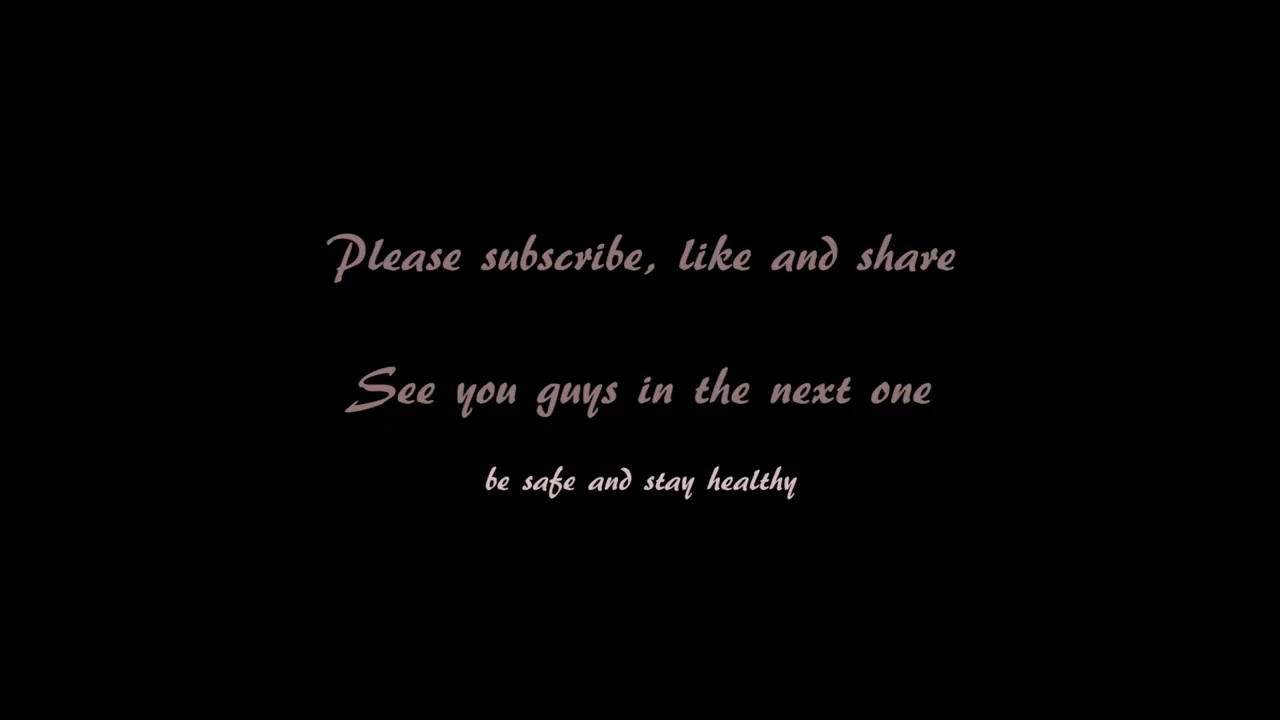 Please subscribe, like and share
See you guys in the next one
be safe and stay healthy